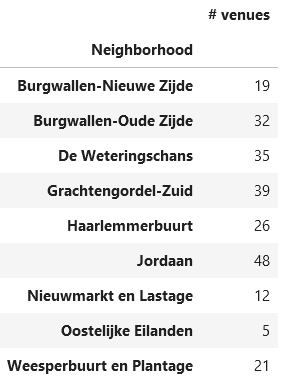 # venues
Neighborhood
Burgwallen-Nieuwe Zijde 19
Burgwallen-Oude Zijde 32
De Weteringschans 35
Grachtengordel-Zuid 39
Haarlemmerbuurt 26
Jordaan 48
Nieuwmarkt en Lastage 12
Oostelijke Eilanden 5
Weesperbuurt en Plantage 21